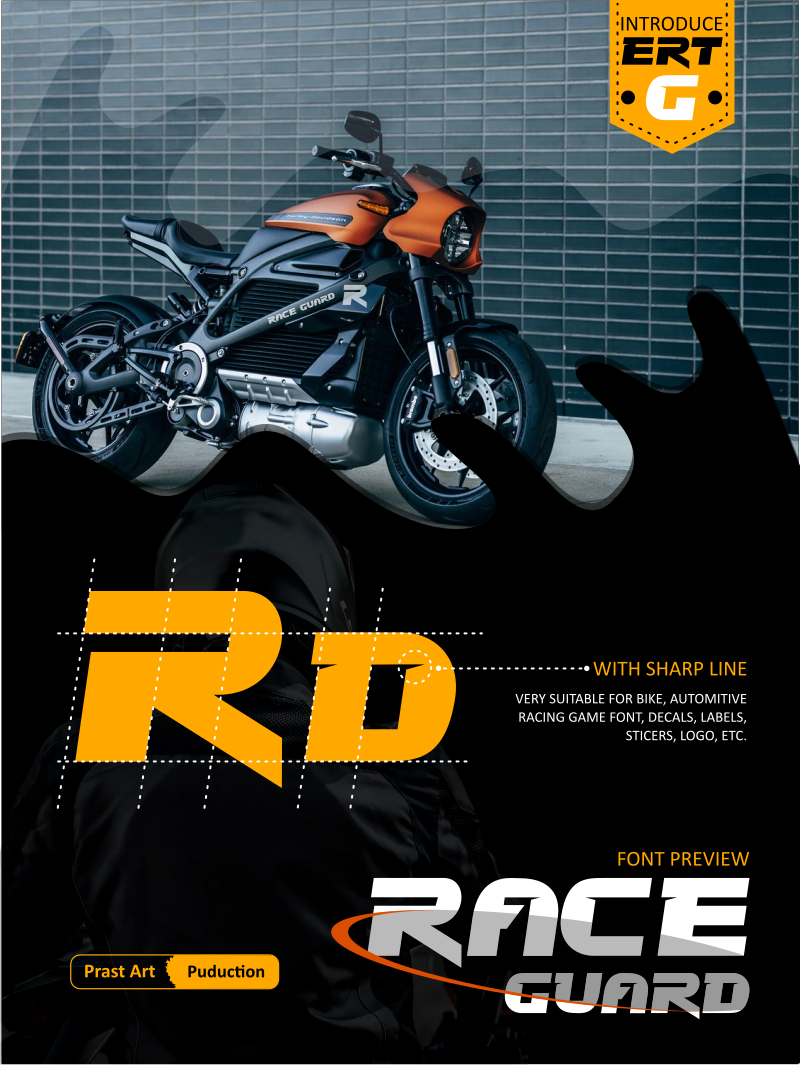 INTRODUCE
ERT
G
harley-davidson
RACE GUARD R
RD
WITH SHARP LINE
VERY SUITABLE FOR BIKE, AUTOMITIVE
RACING GAME FONT, DECALS, LABELS,
STICERS, LOGO, ETC.
FONT PREVIEW
RACE
GUARD
Prast Art Puduction